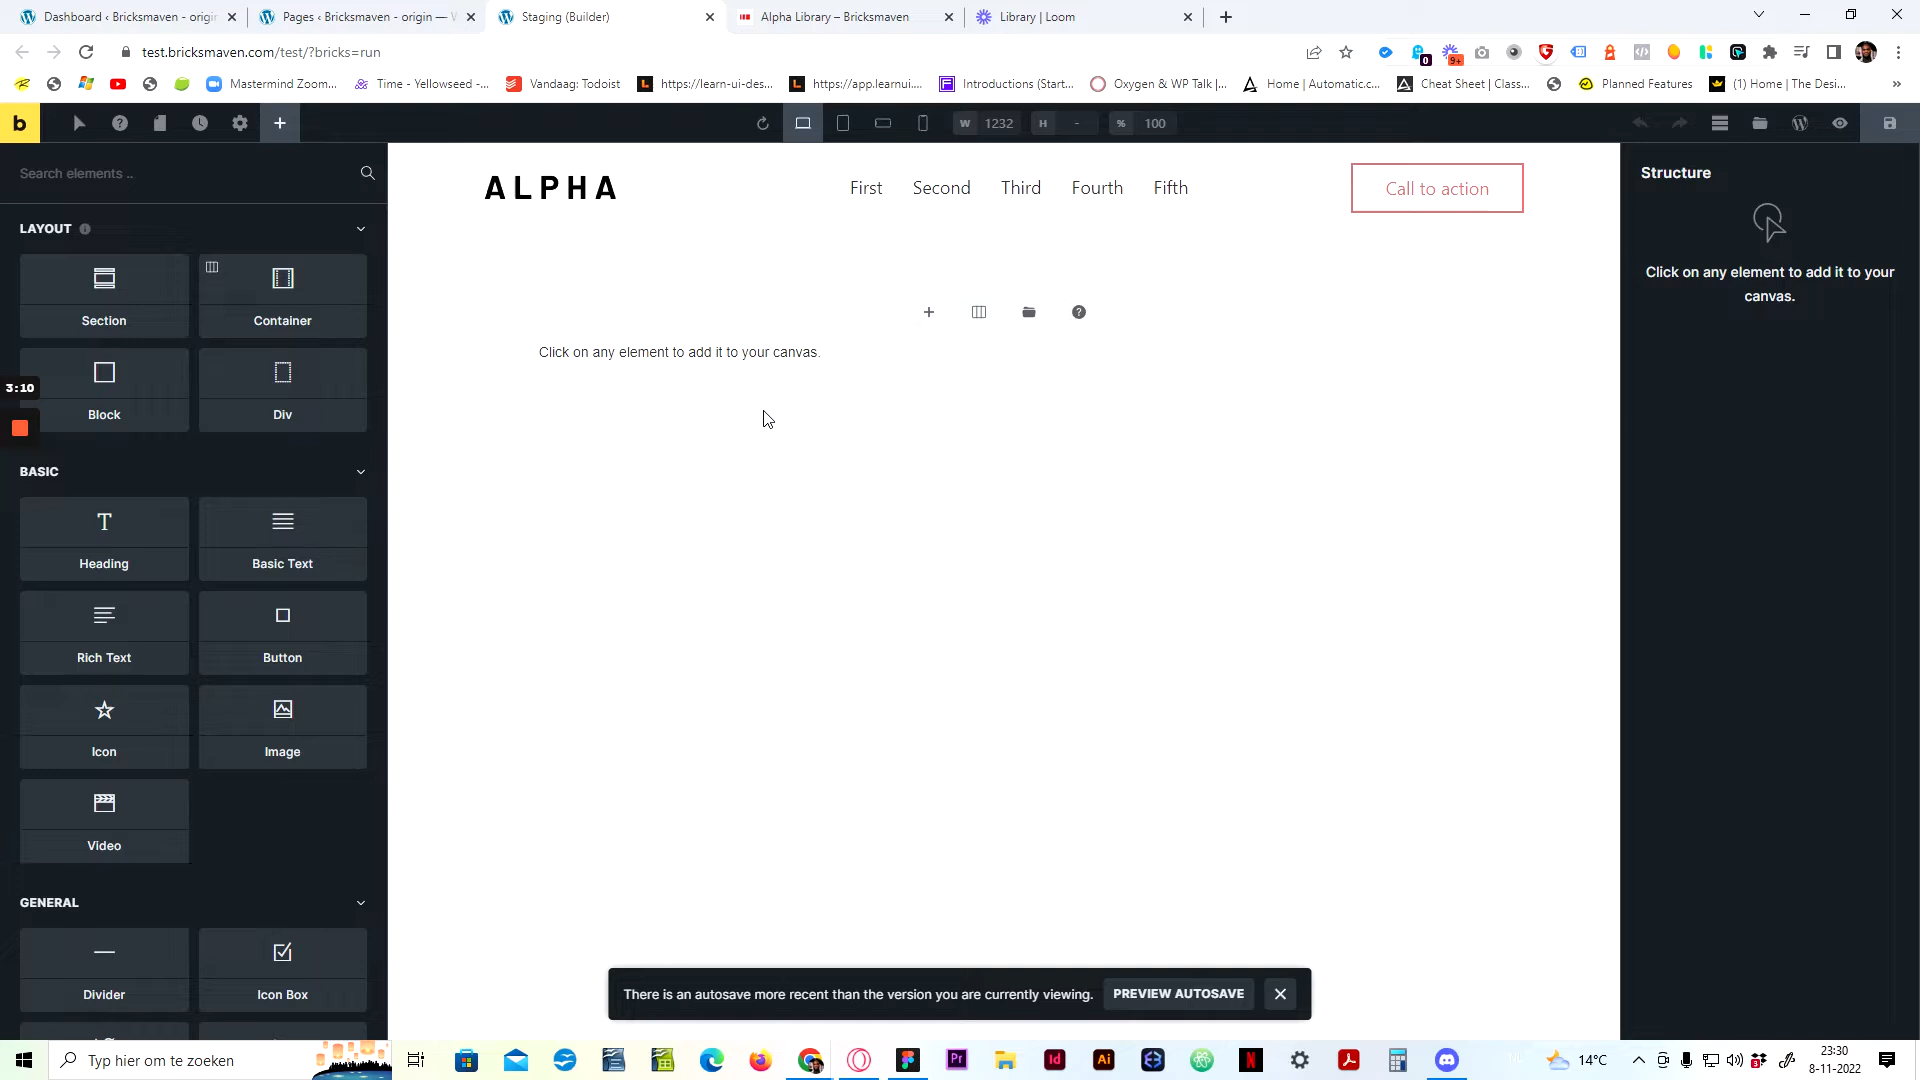 Dashboard ‹ Bricksmaven - origin
Pages ‹ Bricksmaven - origin — W
Staging (Builder)
Alpha Library – Bricksmaven
Library | Loom
test.bricksmaven.com/test/?bricks=run
0
9+
Mastermind Zoom...
Time - Yellowseed -...
Vandaag: Todoist
https://learn-ui-des...
https://app.learnui....
Introductions (Start...
Oxygen & WP Talk |...
Home | Automatic.c...
Cheat Sheet | Class...
Planned Features
(1) Home | The Desi...
»
b
W 1232 H - % 100
Search elements ..
LAYOUT
Section
Container
Block
Div
3:10
BASIC
Heading
Basic Text
Rich Text
Button
Icon
Image
Video
GENERAL
Divider
Icon Box
ALPHA
First Second Third Fourth Fifth
Call to action
Click on any element to add it to your canvas.
Structure
Click on any element to add it to your
canvas.
There is an autosave more recent than the version you are currently viewing.
PREVIEW AUTOSAVE
Typ hier om te zoeken
Pr
Id
Ai
14°C
23:30
8-11-2022